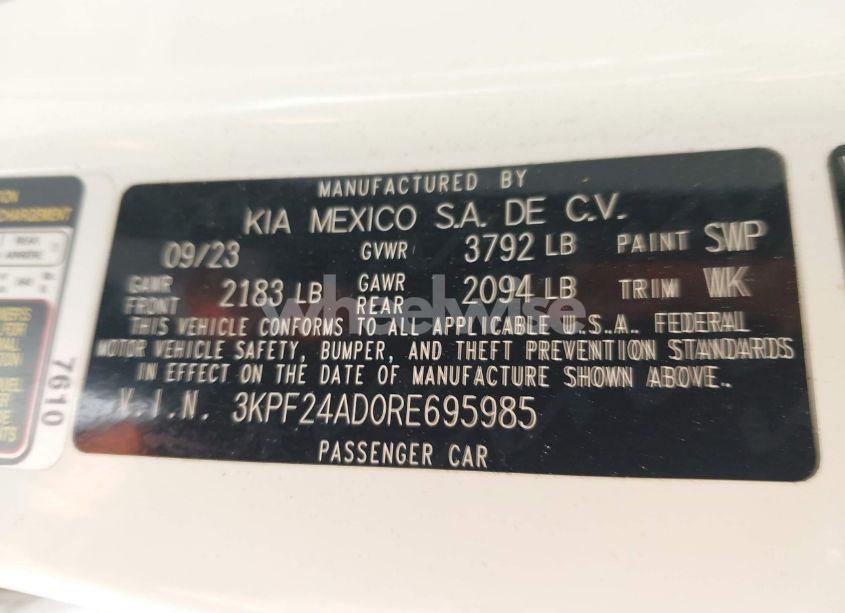 MANUFACTURED BY
KIA MEXICO S.A. DE C.V.
09/23 GVWR 3792 LB PAINT SWP
GAWR FRONT 2183 LB GAWR REAR 2094 LB TRIM WK
THIS VEHICLE CONFORMS TO ALL APPLICABLE U.S.A. FEDERAL
MOTOR VEHICLE SAFETY, BUMPER, AND THEFT PREVENTION STANDARDS
IN EFFECT ON THE DATE OF MANUFACTURE SHOWN ABOVE.
V.I.N. 3KPF24AD0RE695985
PASSENGER CAR
7610
wheelwise